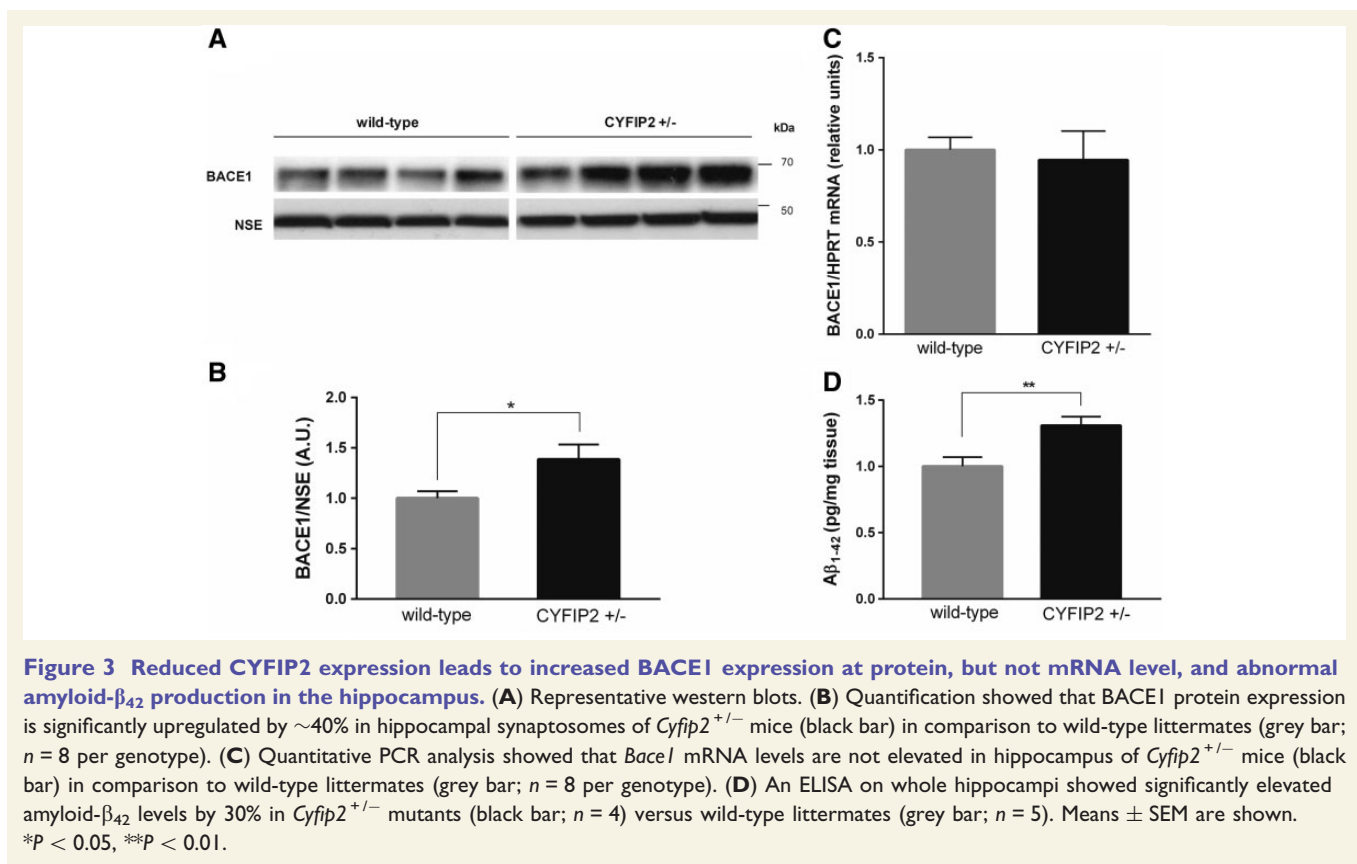 A
wild-type
CYFIP2 +/-
kDa
BACE1
70
NSE
50
B
BACE1/NSE (A.U.)
2.0
1.5
1.0
0.5
0.0
*
wild-type
CYFIP2 +/-
C
BACE1/HPRT mRNA (relative units)
1.5
1.0
0.5
0.0
wild-type
CYFIP2 +/-
D
Aβ1-42 (pg/mg tissue)
1.5
1.0
0.5
0.0
**
wild-type
CYFIP2 +/-
Figure 3 Reduced CYFIP2 expression leads to increased BACE1 expression at protein, but not mRNA level, and abnormal
amyloid-β42 production in the hippocampus. (A) Representative western blots. (B) Quantification showed that BACE1 protein expression
is significantly upregulated by ~40% in hippocampal synaptosomes of Cyfip2+/− mice (black bar) in comparison to wild-type littermates (grey bar;
n = 8 per genotype). (C) Quantitative PCR analysis showed that Bace1 mRNA levels are not elevated in hippocampus of Cyfip2+/− mice (black
bar) in comparison to wild-type littermates (grey bar; n = 8 per genotype). (D) An ELISA on whole hippocampi showed significantly elevated
amyloid-β42 levels by 30% in Cyfip2+/− mutants (black bar; n = 4) versus wild-type littermates (grey bar; n = 5). Means ± SEM are shown.
*P < 0.05, **P < 0.01.